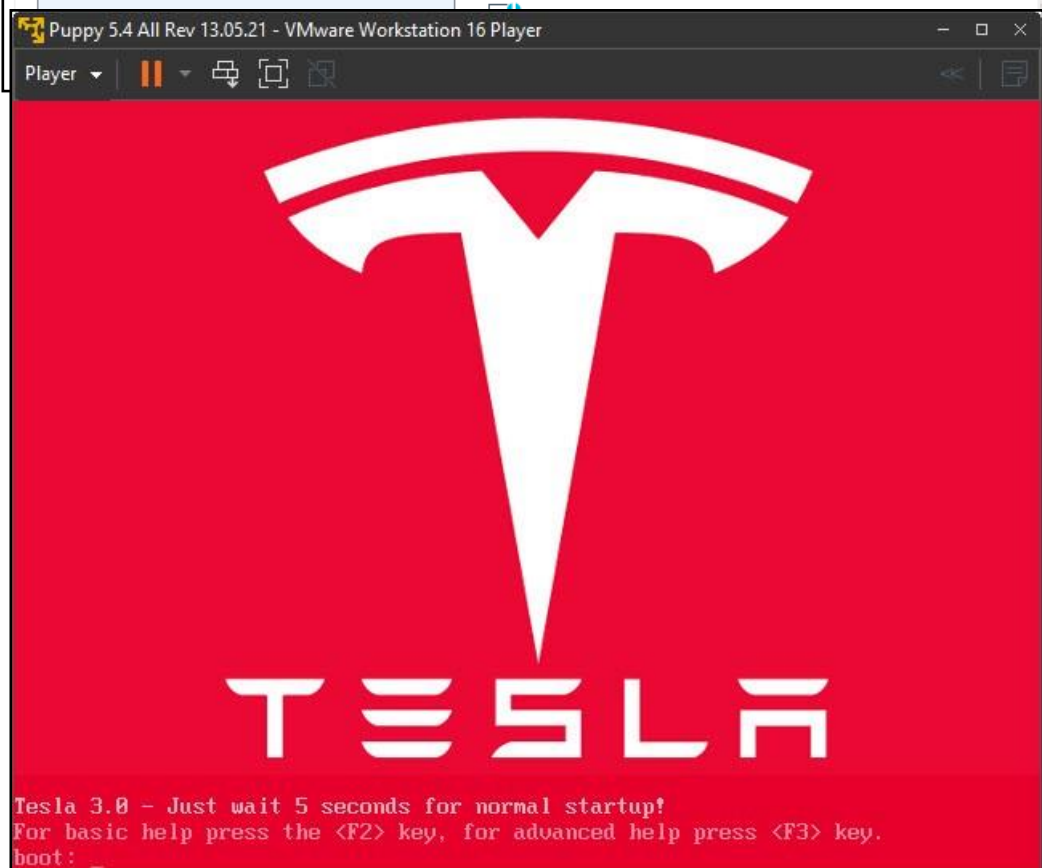 Puppy 5.4 All Rev 13.05.21 - VMware Workstation 16 Player
Player
TESLA
Tesla 3.0 - Just wait 5 seconds for normal startup!
For basic help press the <F2> key, for advanced help press <F3> key.
boot: _